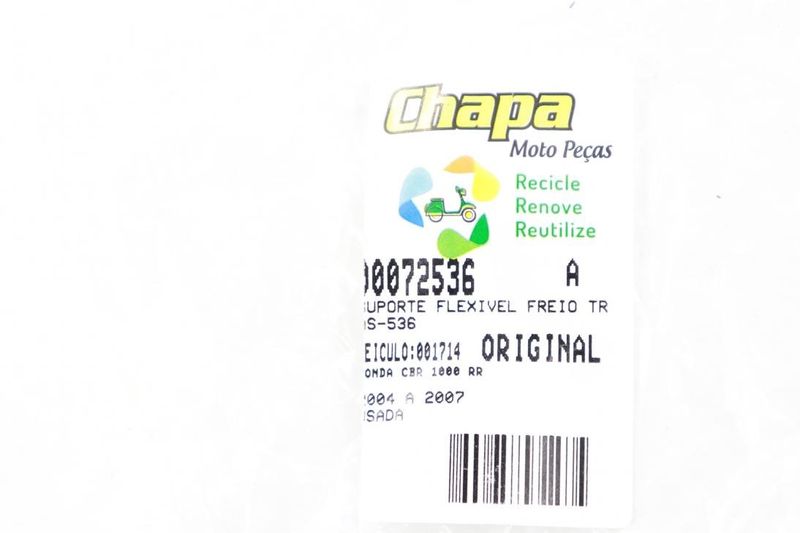 Chapa
Moto Peças
Recicle
Renove
Reutilize
00072536 A
SUPORTE FLEXIVEL FREIO TR
S-536
EICULO:001714 ORIGINAL
ONDA CBR 1000 RR
2004 A 2007
USADA